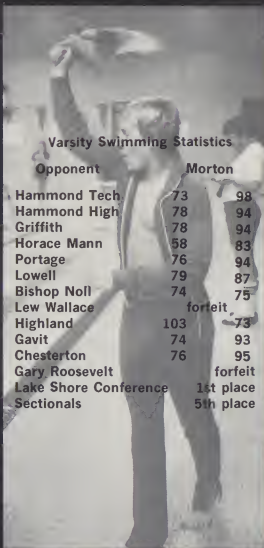 Varsity Swimming Statistics
Opponent Morton
Hammond Tech 73 98
Hammond High 78 94
Griffith 78 94
Horace Mann 58 83
Portage 76 94
Lowell 79 87
Bishop Noll 74 75
Lew Wallace forfeit
Highland 103 73
Gavit 74 93
Chesterton 76 95
Gary Roosevelt forfeit
Lake Shore Conference 1st place
Sectionals 5th place